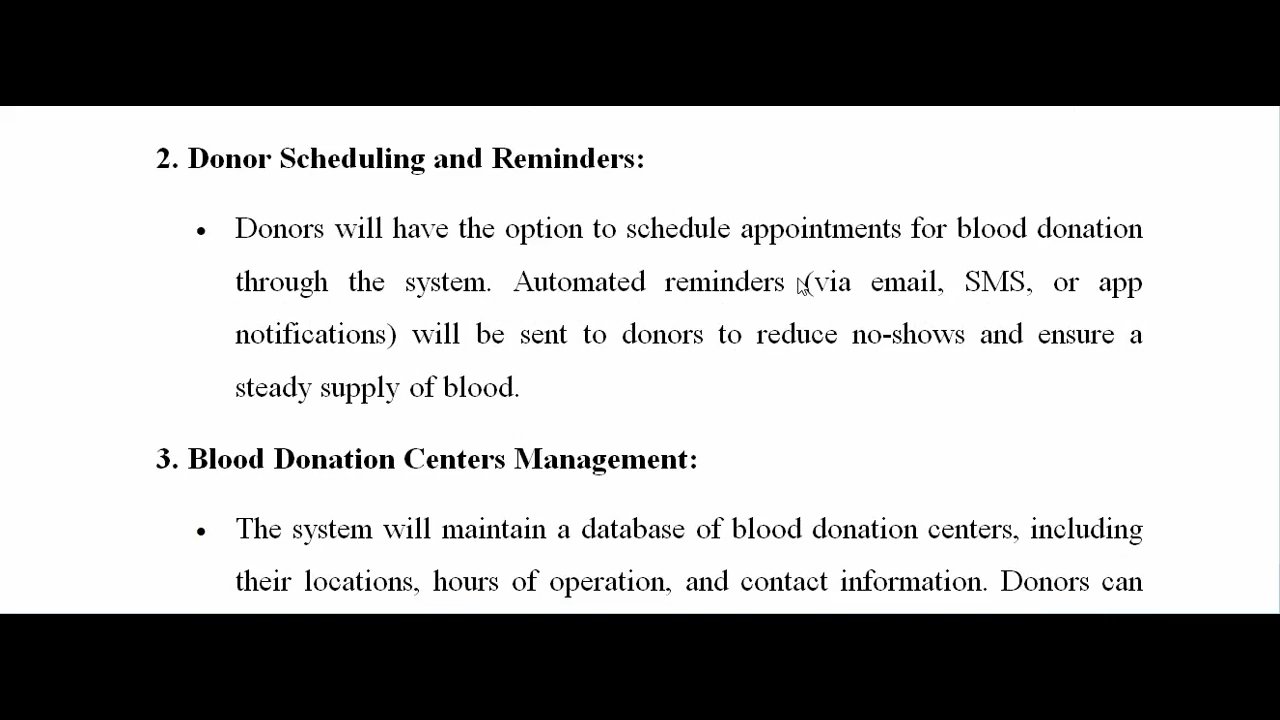 2. Donor Scheduling and Reminders:
• Donors will have the option to schedule appointments for blood donation
through the system. Automated reminders (via email, SMS, or app
notifications) will be sent to donors to reduce no-shows and ensure a
steady supply of blood.
3. Blood Donation Centers Management:
• The system will maintain a database of blood donation centers, including
their locations, hours of operation, and contact information. Donors can